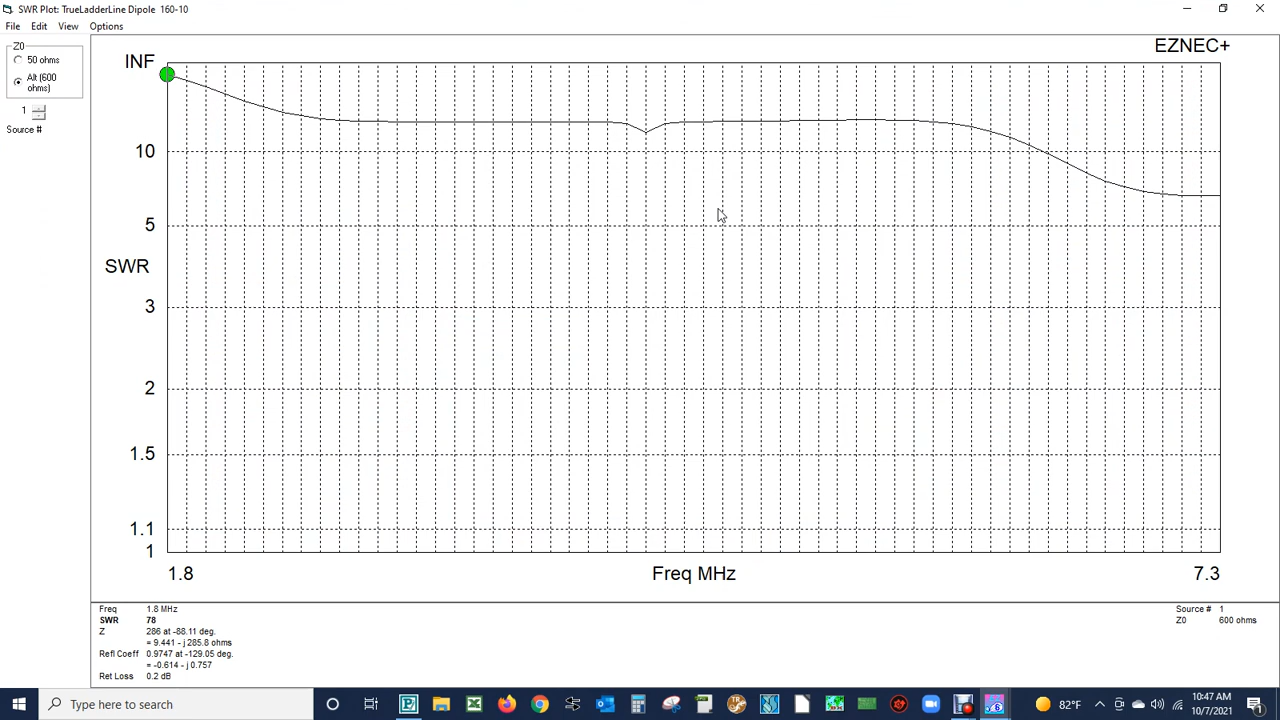 SWR Plot: TrueLadderLine Dipole 160-10
File Edit View Options
Z0
50 ohms
Alt (600
ohms)
1
Source #
EZNEC+
INF
10
5
SWR
3
2
1.5
1.1
1
1.8 Freq MHz 7.3
Freq 1.8 MHz
SWR 78
Z 286 at -88.11 deg.
= 9.441 - j 285.8 ohms
Refl Coeff 0.9747 at -129.05 deg.
= -0.614 - j 0.757
Ret Loss 0.2 dB
Source # 1
Z0 600 ohms
Type here to search
82°F
10:47 AM
10/7/2021